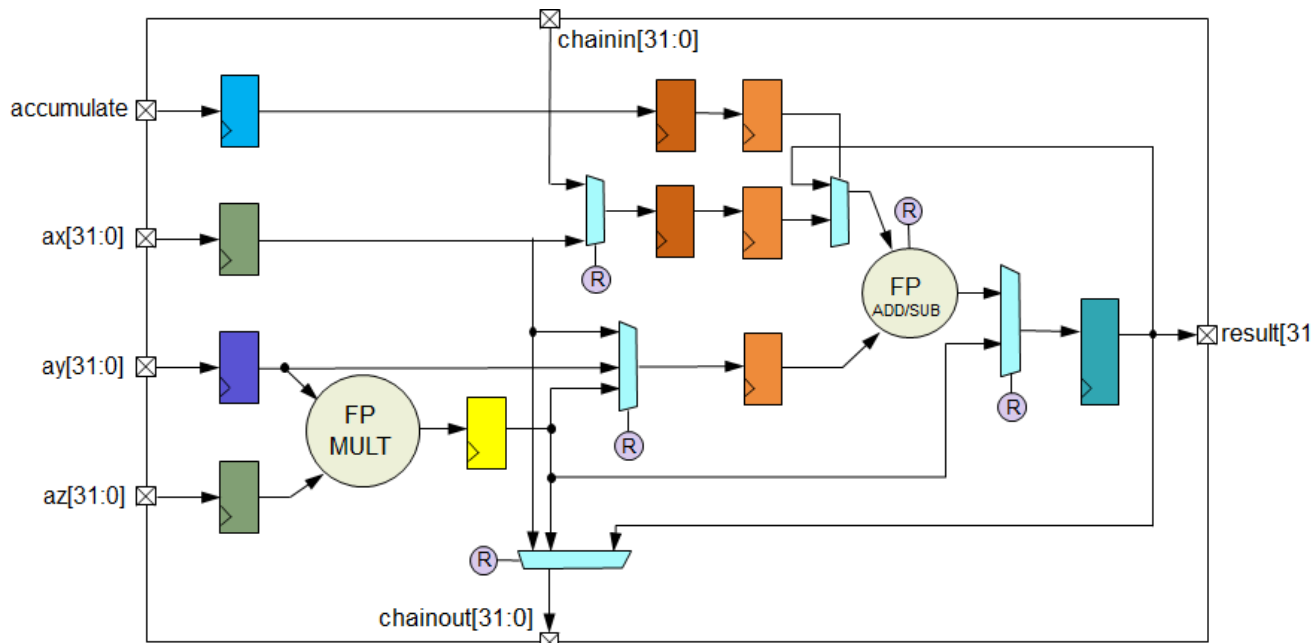 chainin[31:0]
accumulate
ax[31:0]
R
R
FP
ADD/SUB
ay[31:0]
result[31
FP
MULT
R
R
az[31:0]
R
chainout[31:0]